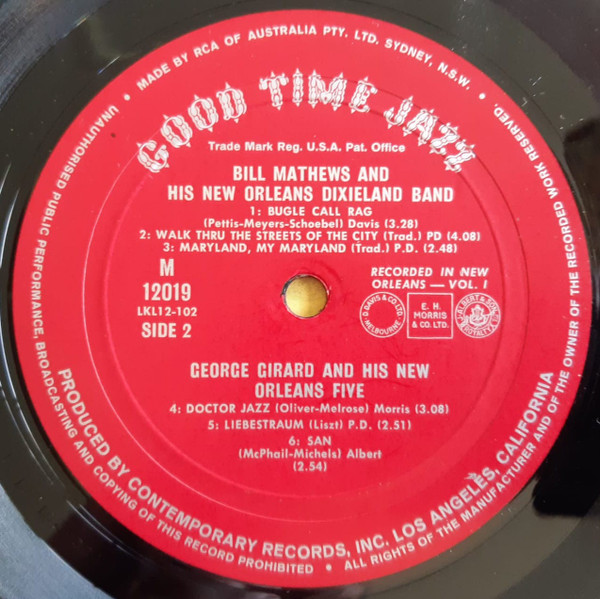 • MADE BY RCA OF AUSTRALIA PTY. LTD. SYDNEY, N.S.W. •
GOOD TIME JAZZ
Trade Mark Reg. U.S.A. Pat. Office
BILL MATHEWS AND
HIS NEW ORLEANS DIXIELAND BAND
1: BUGLE CALL RAG
(Pettis-Meyers-Schoebel) Davis (3.28)
2: WALK THRU THE STREETS OF THE CITY (Trad.) PD (4.08)
3: MARYLAND, MY MARYLAND (Trad.) P.D. (2.48)
M
12019
LKL12-102
SIDE 2
RECORDED IN NEW
ORLEANS — VOL. I
D. DAVIS & CO. LTD.
MELBOURNE
E. H.
MORRIS
& CO. LTD.
J. ALBERT & SON
GEORGE GIRARD AND HIS NEW
ORLEANS FIVE
4: DOCTOR JAZZ (Oliver-Melrose) Morris (3.08)
5: LIEBESTRAUM (Liszt) P.D. (2.51)
6: SAN
(McPhail-Michels) Albert
(2.54)
PRODUCED BY CONTEMPORARY RECORDS, INC. LOS ANGELES, CALIFORNIA
UNAUTHORISED PUBLIC PERFORMANCE, BROADCASTING AND COPYING OF THIS RECORD PROHIBITED • ALL RIGHTS OF THE MANUFACTURER AND OF THE OWNER OF THE RECORDED WORK RESERVED.